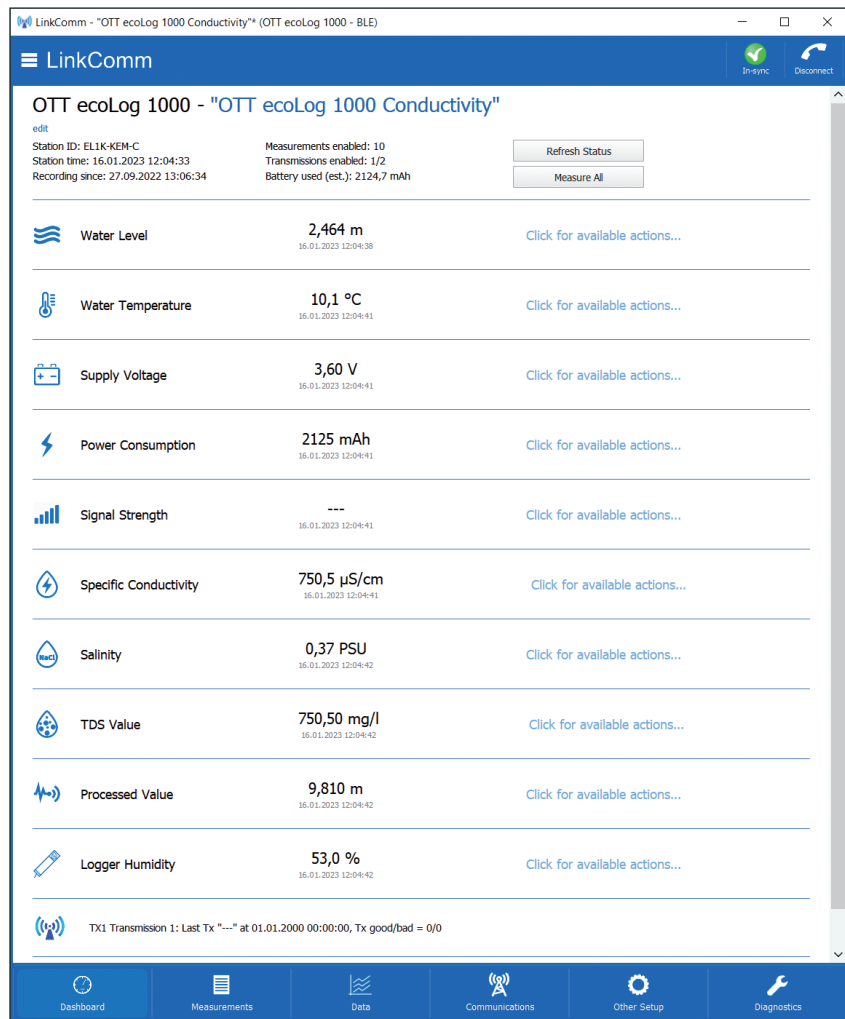 LinkComm - "OTT ecoLog 1000 Conductivity"* (OTT ecoLog 1000 - BLE)
LinkComm
In-sync
Disconnect
OTT ecoLog 1000 - "OTT ecoLog 1000 Conductivity"
edit
Station ID: EL1K-KEM-C
Station time: 16.01.2023 12:04:33
Recording since: 27.09.2022 13:06:34
Measurements enabled: 10
Transmissions enabled: 1/2
Battery used (est.): 2124,7 mAh
Refresh Status
Measure All
Water Level
2,464 m
16.01.2023 12:04:38
Click for available actions...
Water Temperature
10,1 °C
16.01.2023 12:04:41
Click for available actions...
+ -
Supply Voltage
3,60 V
16.01.2023 12:04:41
Click for available actions...
Power Consumption
2125 mAh
16.01.2023 12:04:41
Click for available actions...
Signal Strength
---
16.01.2023 12:04:41
Click for available actions...
Specific Conductivity
750,5 µS/cm
16.01.2023 12:04:41
Click for available actions...
NaCl
Salinity
0,37 PSU
16.01.2023 12:04:42
Click for available actions...
TDS Value
750,50 mg/l
16.01.2023 12:04:42
Click for available actions...
Processed Value
9,810 m
16.01.2023 12:04:42
Click for available actions...
Logger Humidity
53,0 %
16.01.2023 12:04:42
Click for available actions...
TX1 Transmission 1: Last Tx "---" at 01.01.2000 00:00:00, Tx good/bad = 0/0
Dashboard
Measurements
Data
Communications
Other Setup
Diagnostics